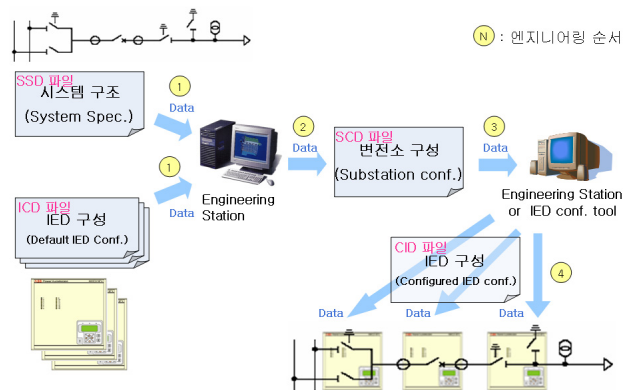 N : 엔지니어링 순서
SSD 파일
시스템 구조
(System Spec.)
1
Data
2
Data
SCD 파일
변전소 구성
(Substation conf.)
3
Data
1
Data
Engineering
Station
Engineering Station
or IED conf. tool
ICD 파일
IED 구성
(Default IED Conf.)
CID 파일
IED 구성
(Configured IED conf.)
4
Data
Data
Data